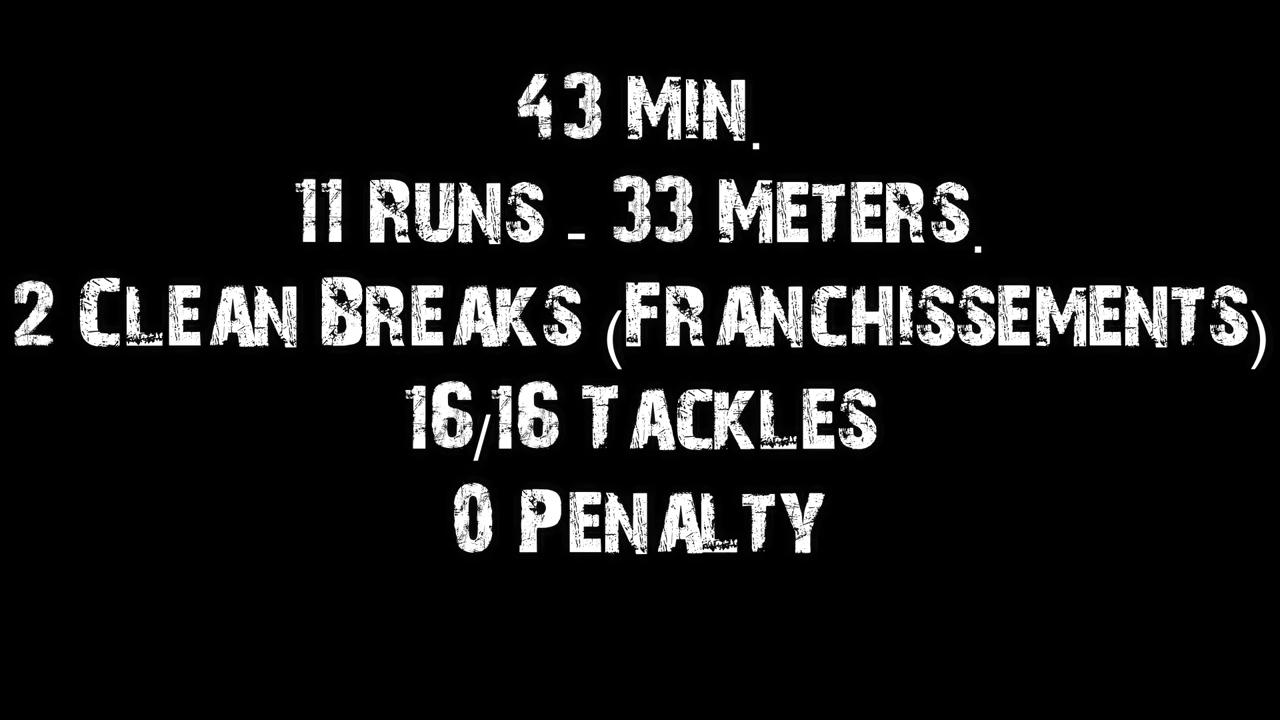 43 Min.
11 Runs - 33 Meters.
2 Clean Breaks (Franchissements)
16/16 Tackles
0 Penalty